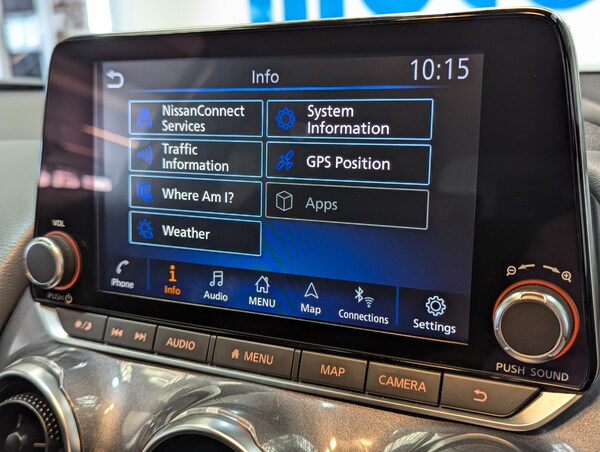 Info
10:15
NissanConnect
Services
System
Information
Traffic
Information
GPS Position
Where Am I?
Apps
Weather
iPhone
Info
Audio
MENU
Map
Connections
Settings
VOL
PUSH
AUDIO
MENU
MAP
CAMERA
PUSH SOUND